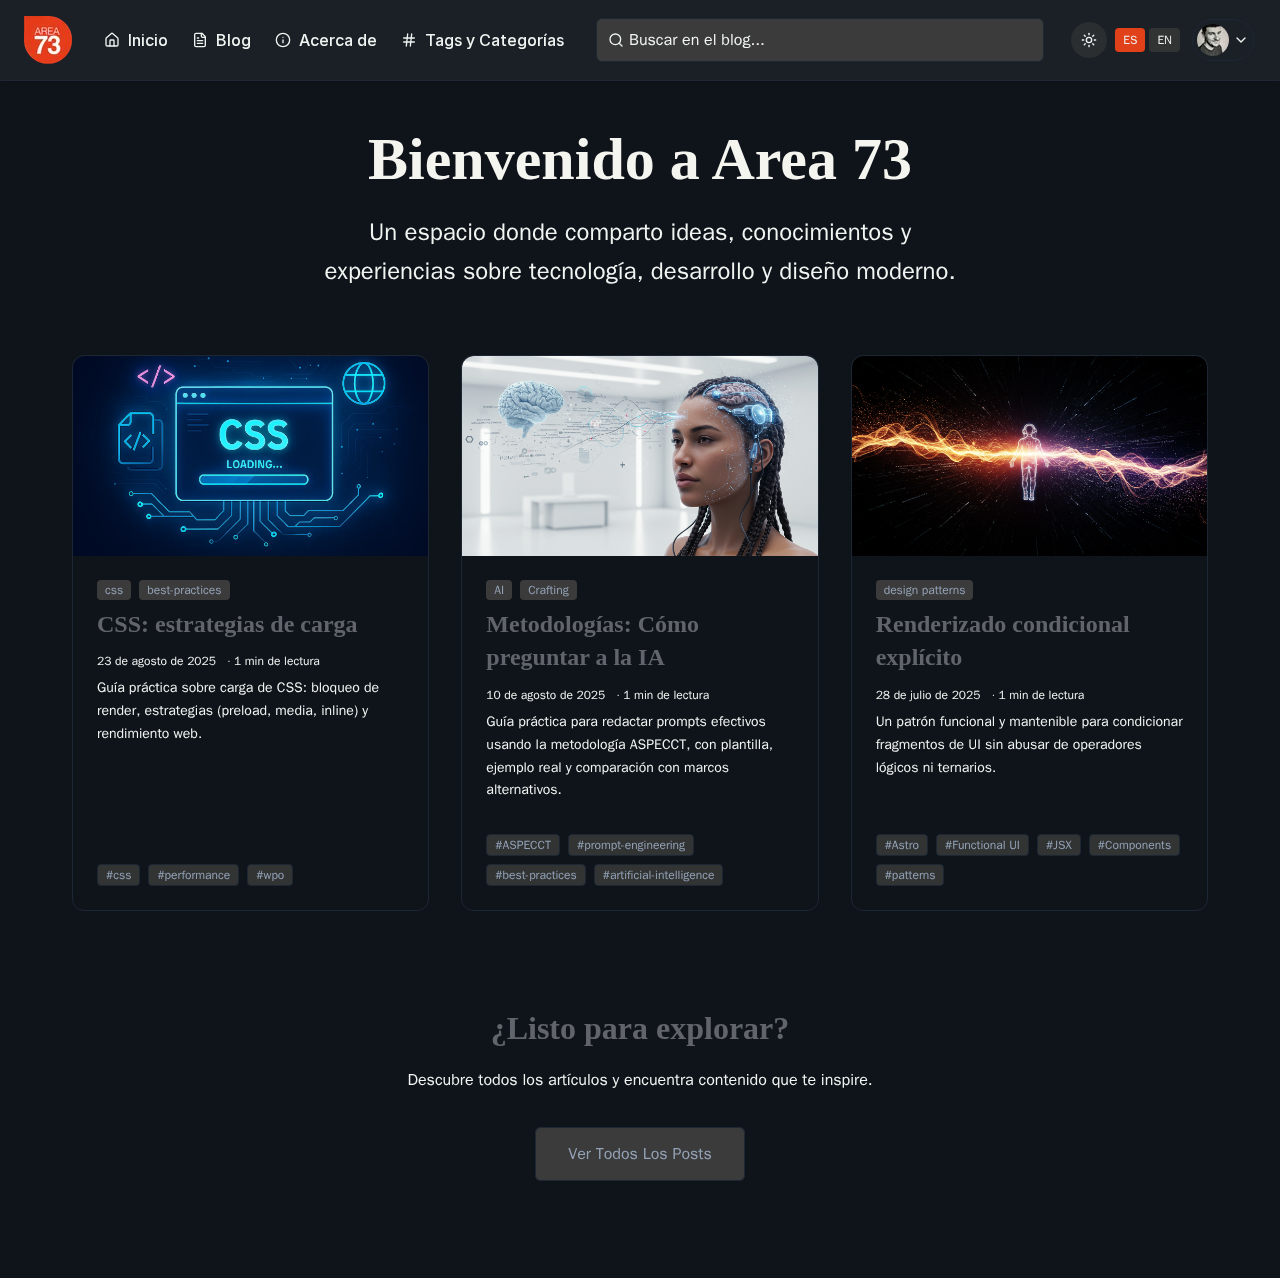 AREA
73
Inicio
Blog
Acerca de
Tags y Categorías
Buscar en el blog...
ES
EN
Bienvenido a Area 73
Un espacio donde comparto ideas, conocimientos y
experiencias sobre tecnología, desarrollo y diseño moderno.
</>
</>
CSS
LOADING...
css
best-practices
CSS: estrategias de carga
23 de agosto de 2025 · 1 min de lectura
Guía práctica sobre carga de CSS: bloqueo de
render, estrategias (preload, media, inline) y
rendimiento web.
#css
#performance
#wpo
AI
Crafting
Metodologías: Cómo
preguntar a la IA
10 de agosto de 2025 · 1 min de lectura
Guía práctica para redactar prompts efectivos
usando la metodología ASPECCT, con plantilla,
ejemplo real y comparación con marcos
alternativos.
#ASPECCT
#prompt-engineering
#best-practices
#artificial-intelligence
design patterns
Renderizado condicional
explícito
28 de julio de 2025 · 1 min de lectura
Un patrón funcional y mantenible para condicionar
fragmentos de UI sin abusar de operadores
lógicos ni ternarios.
#Astro
#Functional UI
#JSX
#Components
#patterns
¿Listo para explorar?
Descubre todos los artículos y encuentra contenido que te inspire.
Ver Todos Los Posts